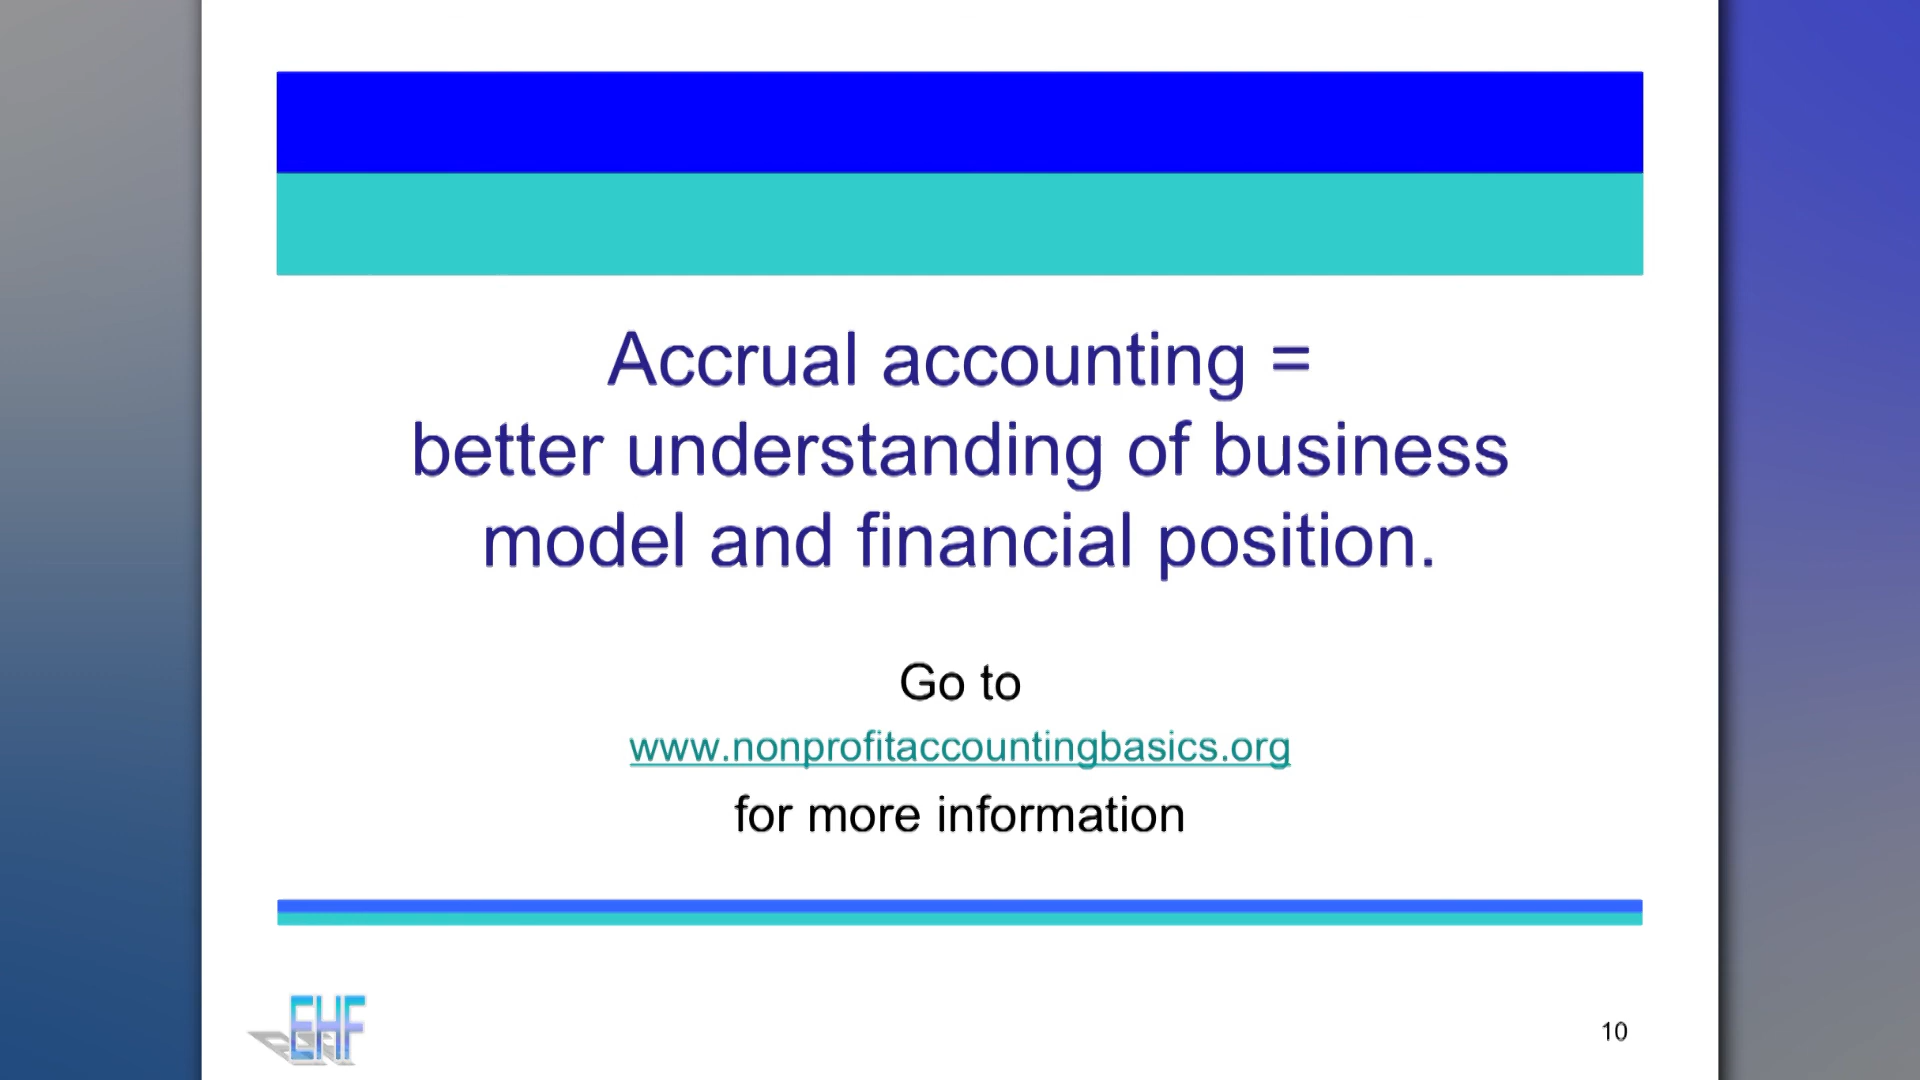 Accrual accounting =
better understanding of business
model and financial position.
Go to
www.nonprofitaccountingbasics.org
for more information
EHF
10